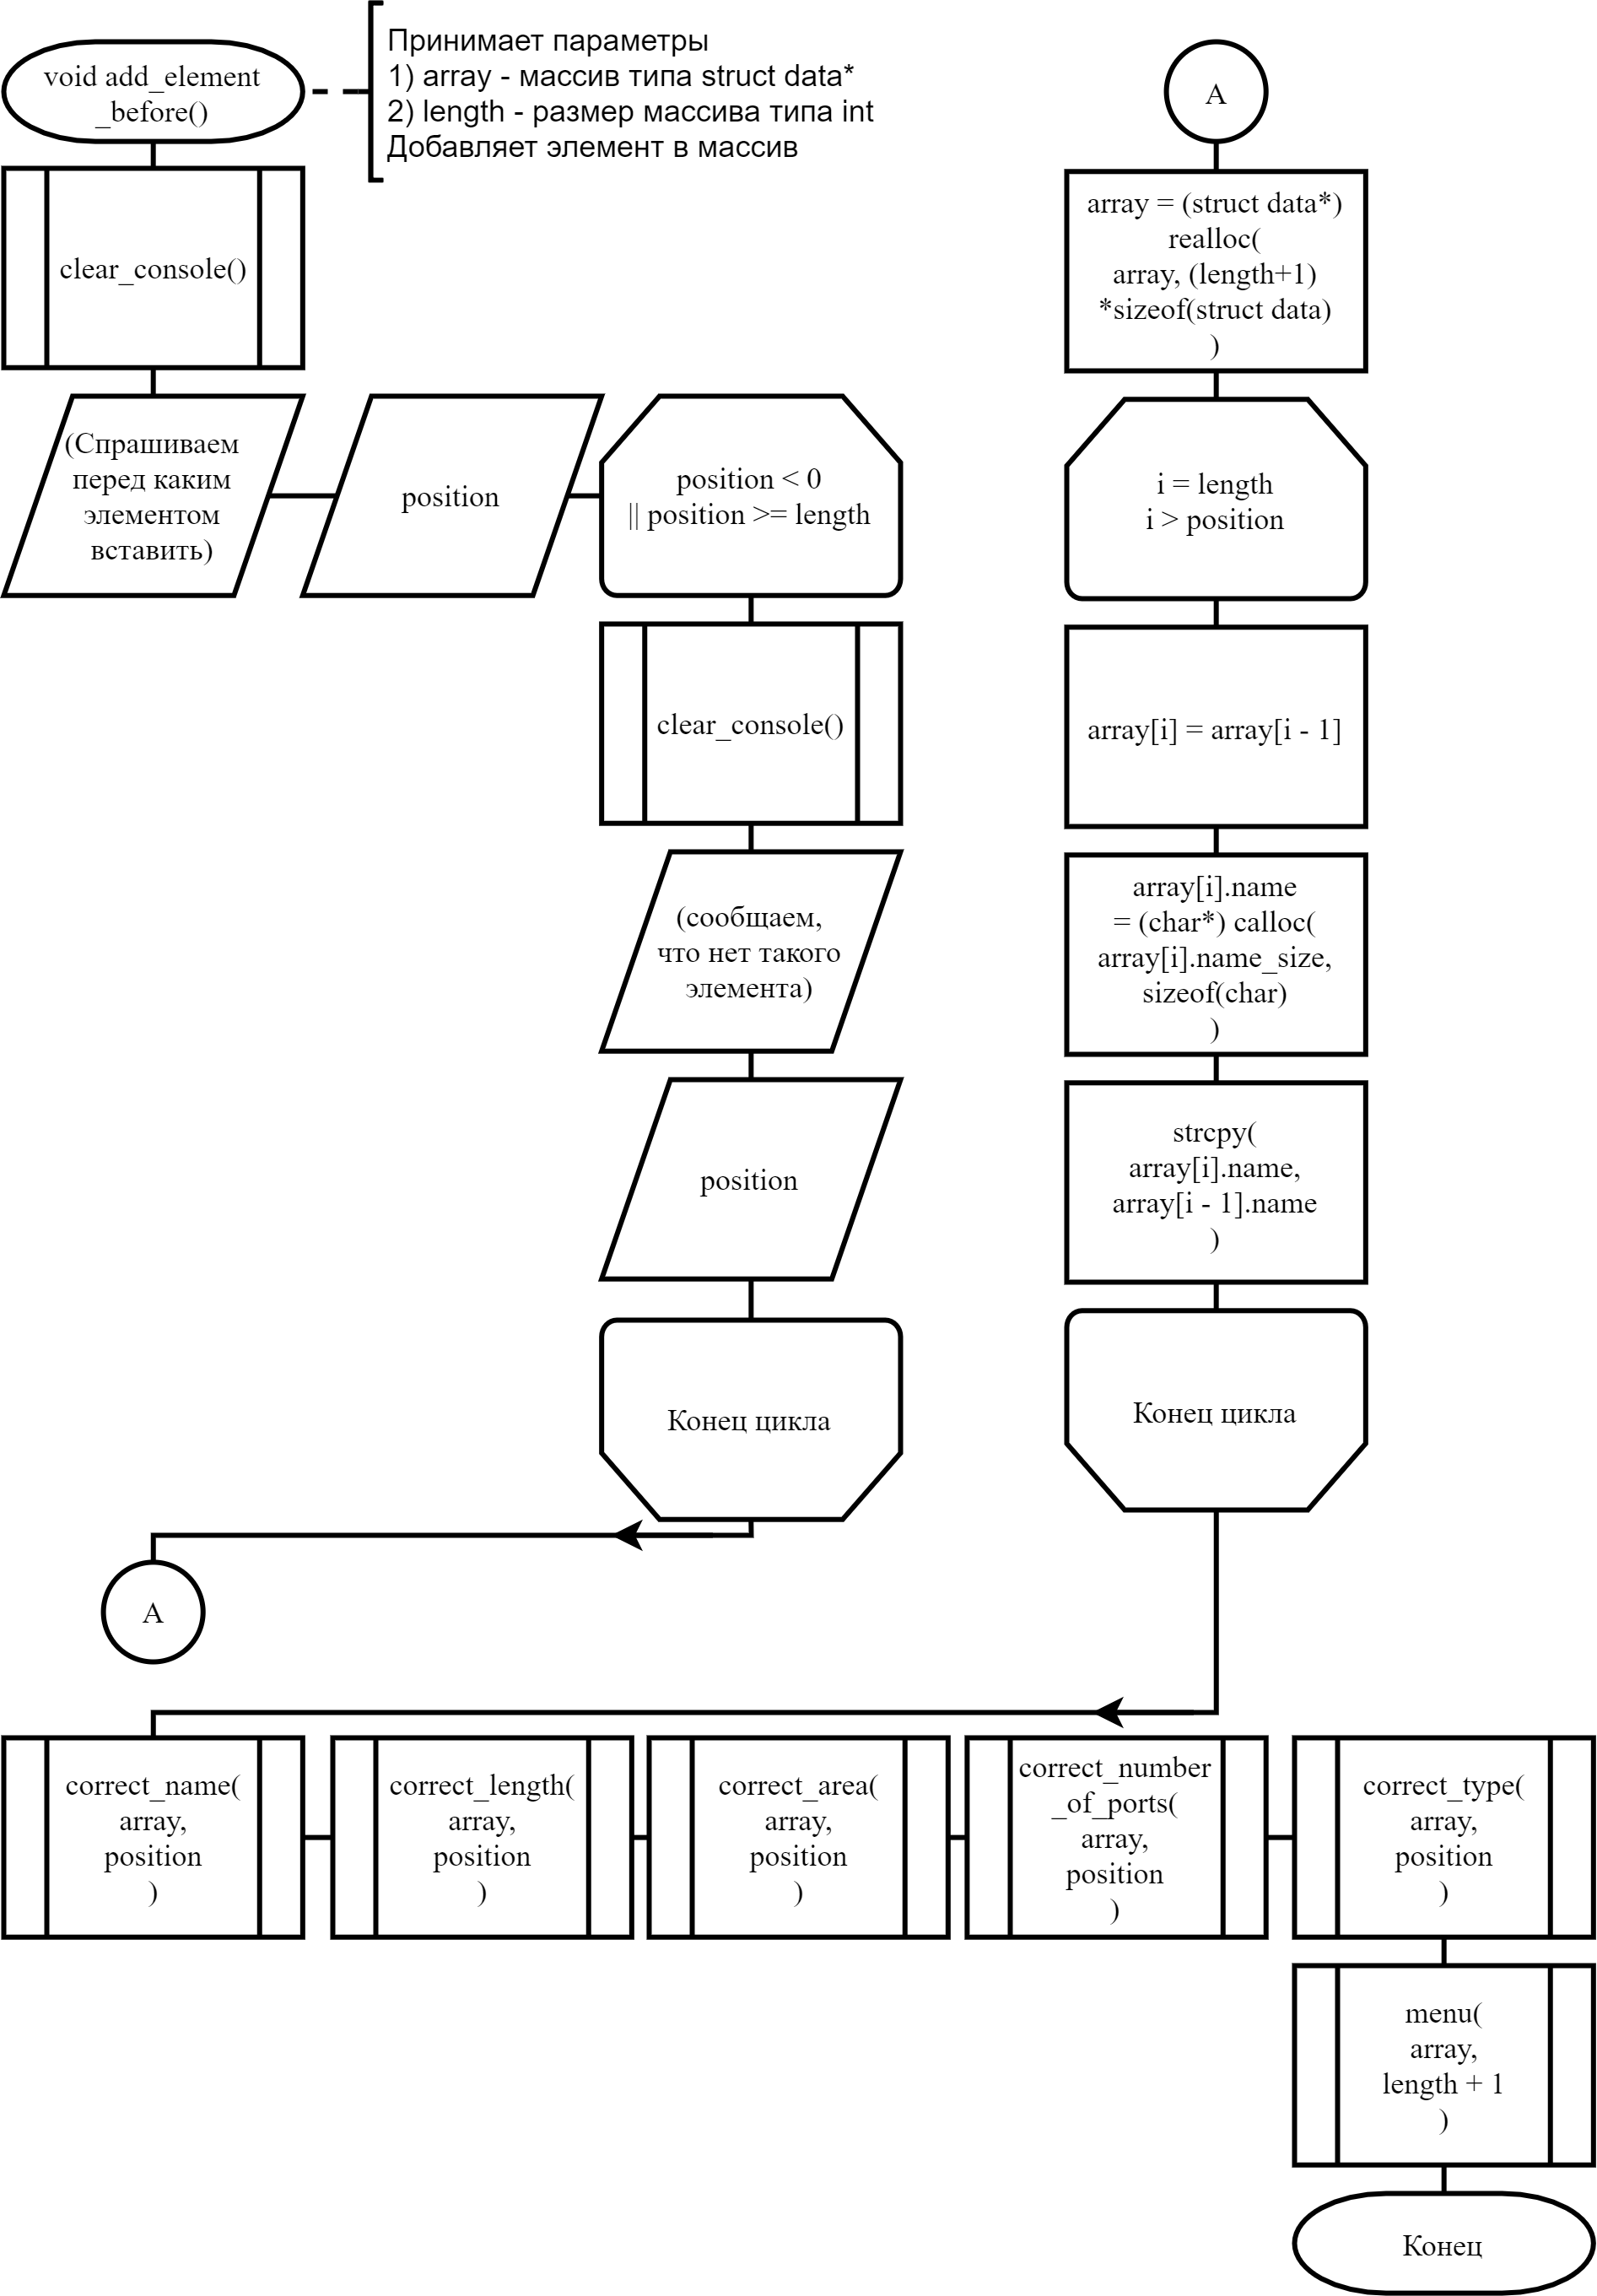 void add_element
_before()
Принимает параметры
1) array - массив типа struct data*
2) length - размер массива типа int
Добавляет элемент в массив
clear_console()
(Спрашиваем
перед каким
элементом
вставить)
position
position < 0
|| position >= length
clear_console()
(сообщаем,
что нет такого
элемента)
position
Конец цикла
A
A
array = (struct data*)
realloc(
array, (length+1)
*sizeof(struct data)
)
i = length
i > position
array[i] = array[i - 1]
array[i].name
= (char*) calloc(
array[i].name_size,
sizeof(char)
)
strcpy(
array[i].name,
array[i - 1].name
)
Конец цикла
correct_name(
array,
position
)
correct_length(
array,
position
)
correct_area(
array,
position
)
correct_number
_of_ports(
array,
position
)
correct_type(
array,
position
)
menu(
array,
length + 1
)
Конец